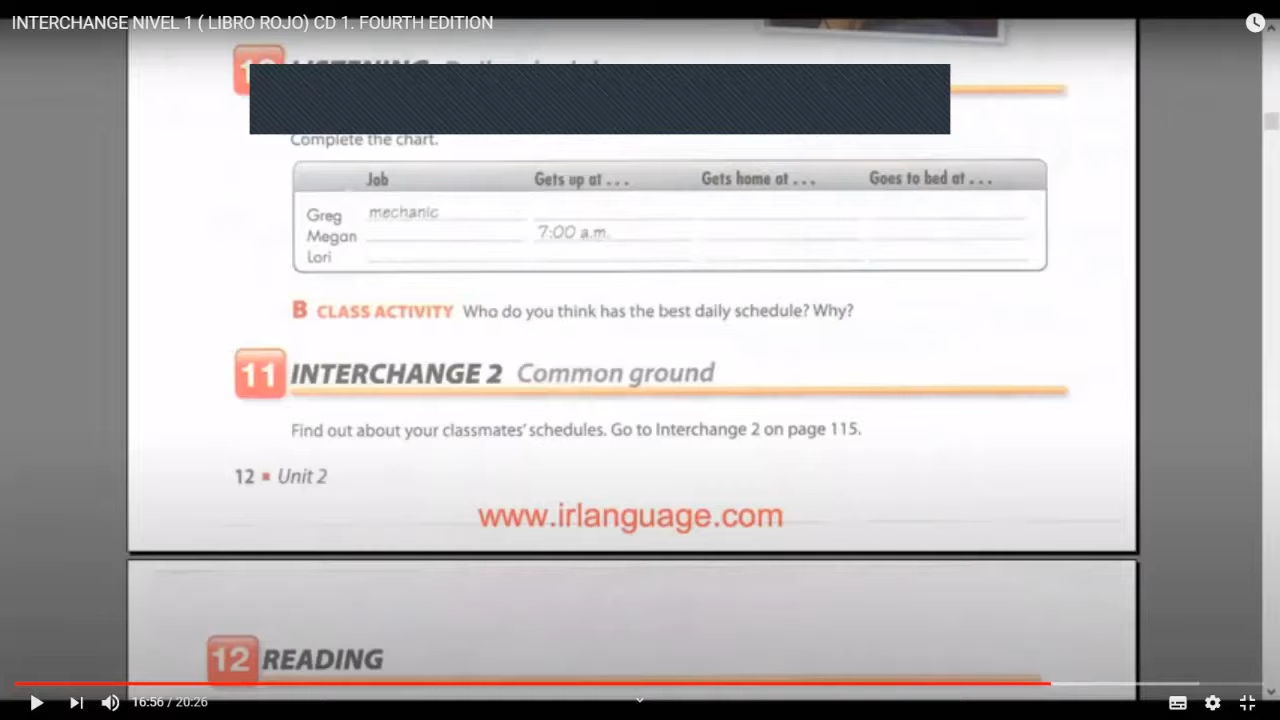 INTERCHANGE NIVEL 1 ( LIBRO ROJO) CD 1. FOURTH EDITION
Complete the chart.
Job Gets up at . . . Gets home at . . . Goes to bed at . . .
Greg mechanic
Megan 7:00 a.m.
Lori
B CLASS ACTIVITY Who do you think has the best daily schedule? Why?
11 INTERCHANGE 2 Common ground
Find out about your classmates' schedules. Go to Interchange 2 on page 115.
12 ▪ Unit 2
www.irlanguage.com
12 READING
16:56 / 20:26